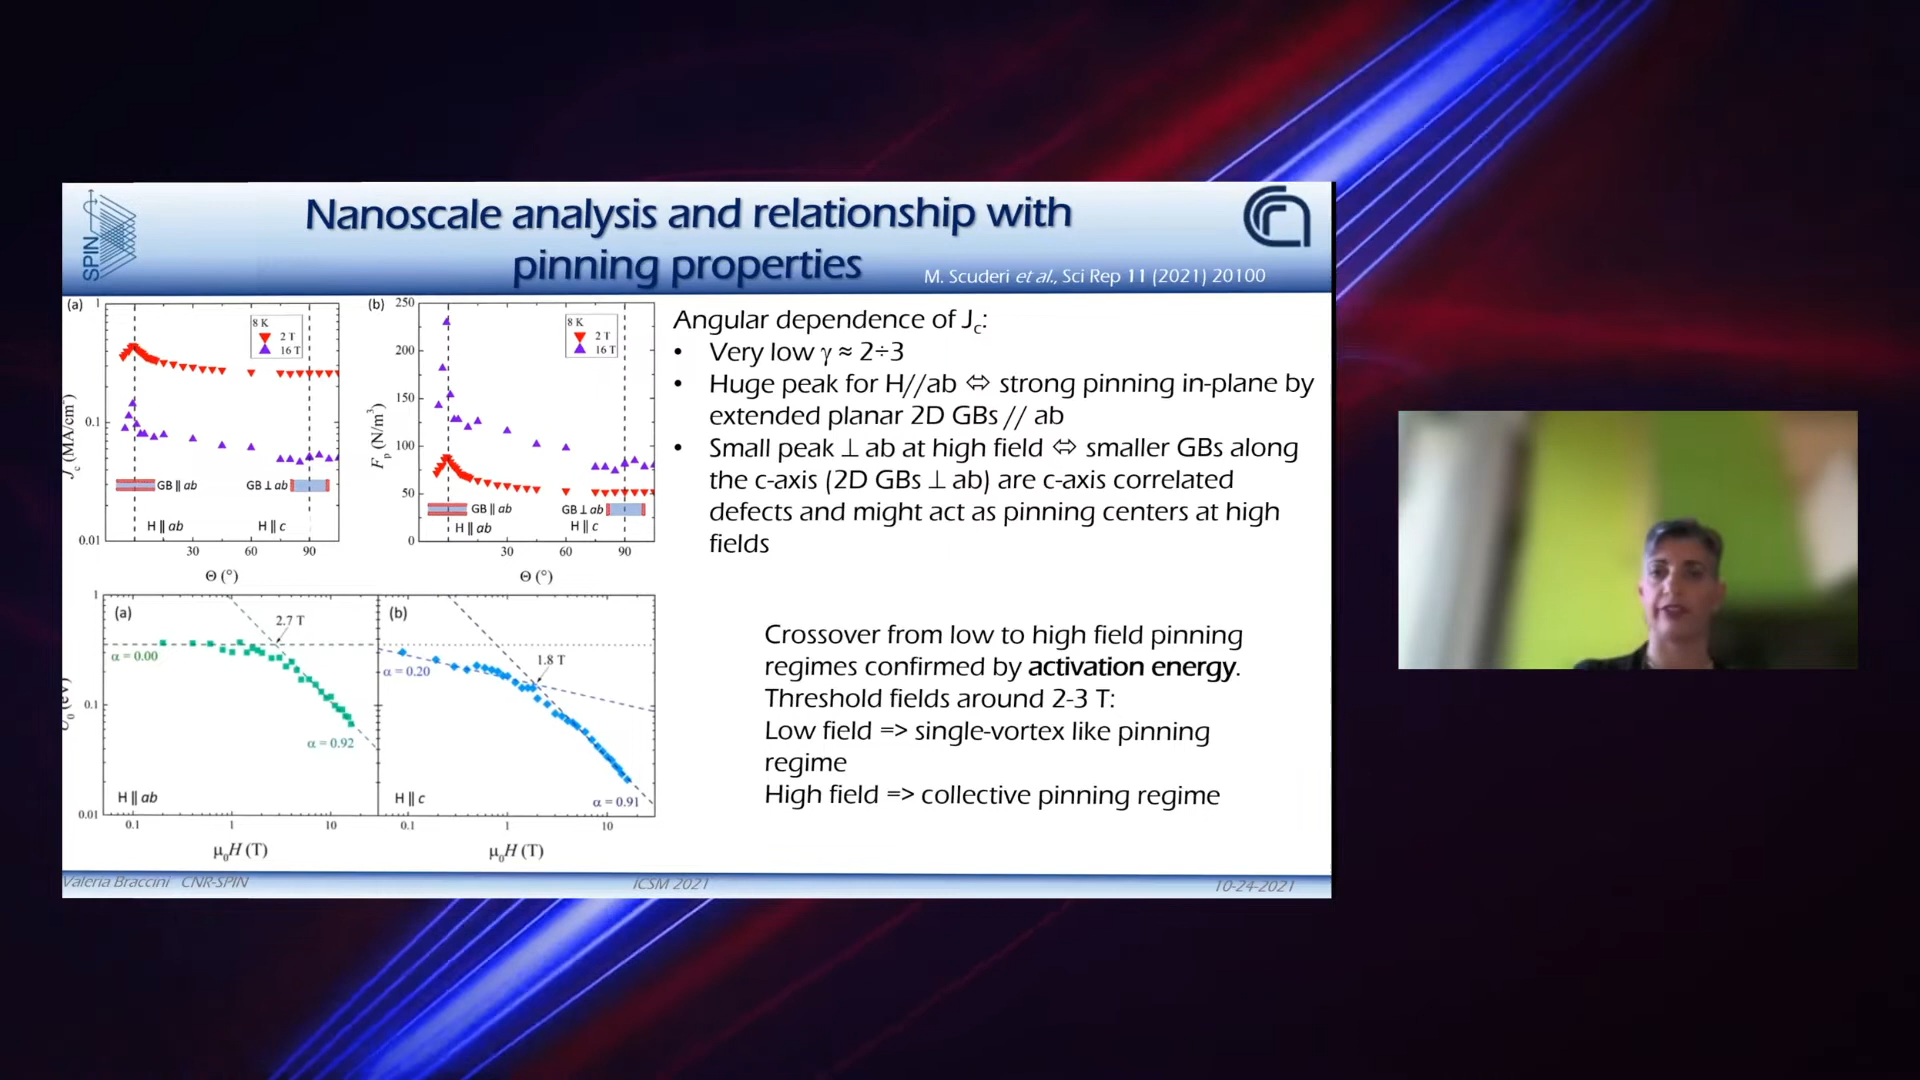 SPIN
Nanoscale analysis and relationship with
pinning properties
M. Scuderi et al., Sci Rep 11 (2021) 20100
(a)
1
0.1
0.01
8 K
2 T
16 T
GB ∥ ab
GB ⊥ ab
H ∥ ab
H ∥ c
30 60 90
Θ (°)
(b)
250
200
150
100
50
0
F_p (N/m³)
8 K
2 T
16 T
GB ∥ ab
GB ⊥ ab
H ∥ ab
H ∥ c
30 60 90
Θ (°)
Angular dependence of J_c:
• Very low γ ≈ 2÷3
• Huge peak for H//ab ⇔ strong pinning in-plane by
extended planar 2D GBs // ab
• Small peak ⊥ ab at high field ⇔ smaller GBs along
the c-axis (2D GBs ⊥ ab) are c-axis correlated
defects and might act as pinning centers at high
fields
1
0.1
0.01
(a)
2.7 T
α = 0.00
α = 0.92
H ∥ ab
0.1 1 10
μ₀H (T)
(b)
1.8 T
α = 0.20
α = 0.91
H ∥ c
0.1 1 10
μ₀H (T)
Crossover from low to high field pinning
regimes confirmed by activation energy.
Threshold fields around 2-3 T:
Low field => single-vortex like pinning
regime
High field => collective pinning regime
Valeria Braccini CNR-SPIN
ICSM 2021
10-24-2021